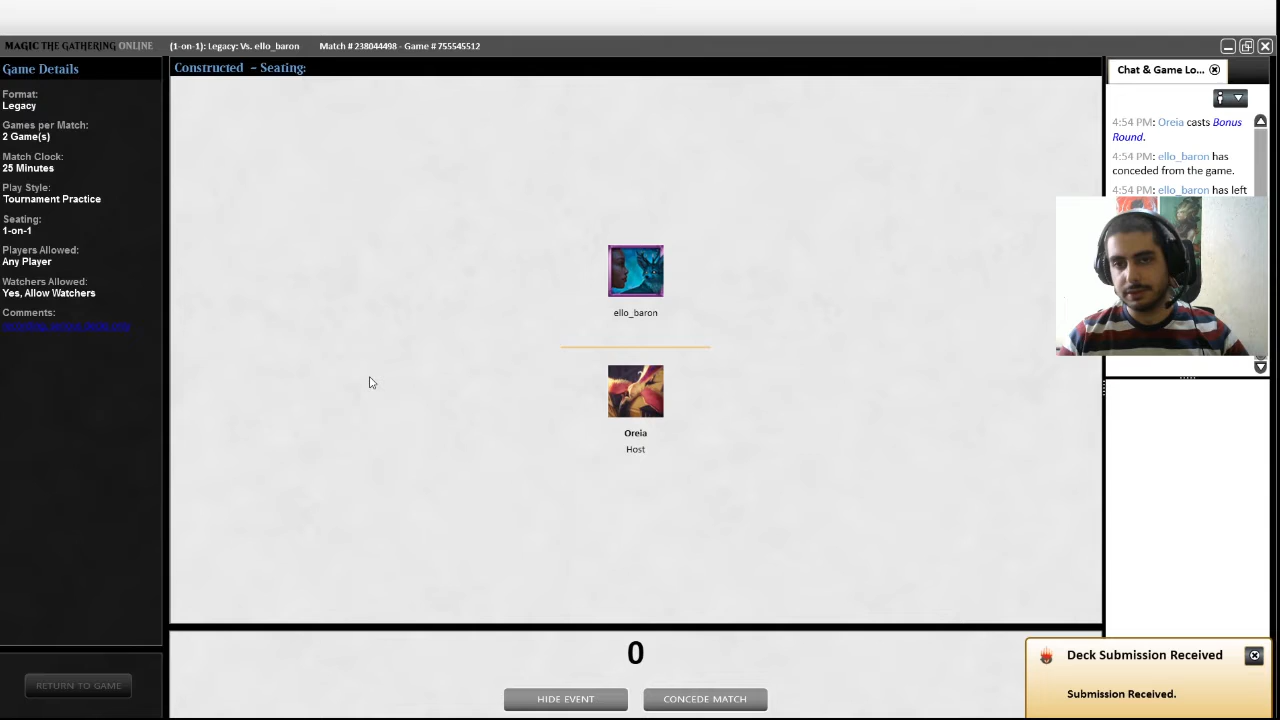 MAGIC THE GATHERING ONLINE
(1-on-1): Legacy: Vs. ello_baron
Match # 238044498 - Game # 755545512
Game Details
Format:
Legacy
Games per Match:
2 Game(s)
Match Clock:
25 Minutes
Play Style:
Tournament Practice
Seating:
1-on-1
Players Allowed:
Any Player
Watchers Allowed:
Yes, Allow Watchers
Comments:
RETURN TO GAME
Constructed - Seating:
ello_baron
Oreia
Host
0
HIDE EVENT
CONCEDE MATCH
Chat & Game Lo...
4:54 PM: Oreia casts Bonus
Round.
4:54 PM: ello_baron has
conceded from the game.
4:54 PM: ello_baron has left
Deck Submission Received
Submission Received.